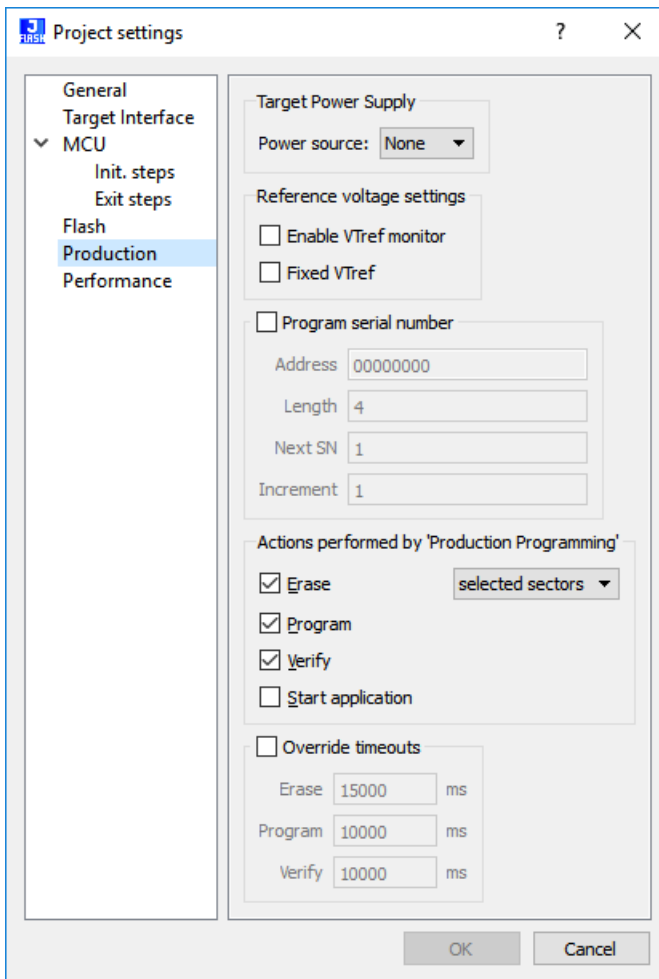 J
FLASH
Project settings
?
General
Target Interface
MCU
Init. steps
Exit steps
Flash
Production
Performance
Target Power Supply
Power source: None
Reference voltage settings
Enable VTref monitor
Fixed VTref
Program serial number
Address 00000000
Length 4
Next SN 1
Increment 1
Actions performed by 'Production Programming'
Erase selected sectors
Program
Verify
Start application
Override timeouts
Erase 15000 ms
Program 10000 ms
Verify 10000 ms
OK Cancel